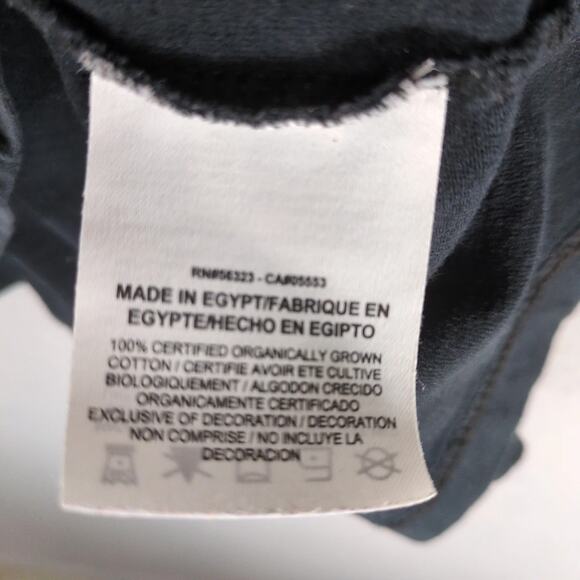 RN#56323 - CA#05553
MADE IN EGYPT/FABRIQUE EN
EGYPTE/HECHO EN EGIPTO
100% CERTIFIED ORGANICALLY GROWN
COTTON / CERTIFIE AVOIR ETE CULTIVE
BIOLOGIQUEMENT / ALGODON CRECIDO
ORGANICAMENTE CERTIFICADO
EXCLUSIVE OF DECORATION / DECORATION
NON COMPRISE / NO INCLUYE LA
DECORACION